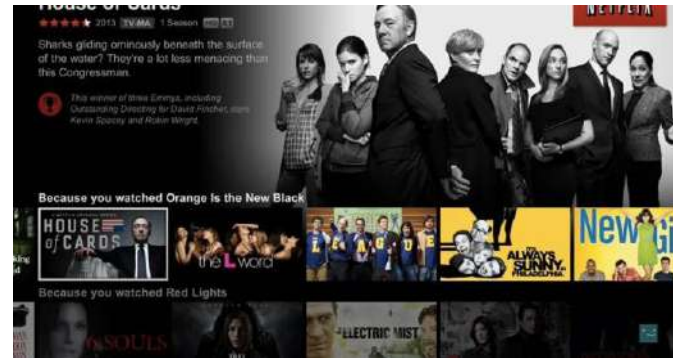 House of Cards
NETFLIX
2013 TV-MA 1 Season HD 5.1
Sharks gliding ominously beneath the surface
of the water? They're a lot less menacing than
this Congressman.
This winner of three Emmys, including
Outstanding Directing for David Fincher, stars
Kevin Spacey and Robin Wright.
Because you watched Orange Is the New Black
HOUSE
of CARDS
the L word
LEAGUE
IT'S
ALWAYS
SUNNY IN
PHILADELPHIA
New Gi
Because you watched Red Lights
SOULS
ELECTRIC MIST